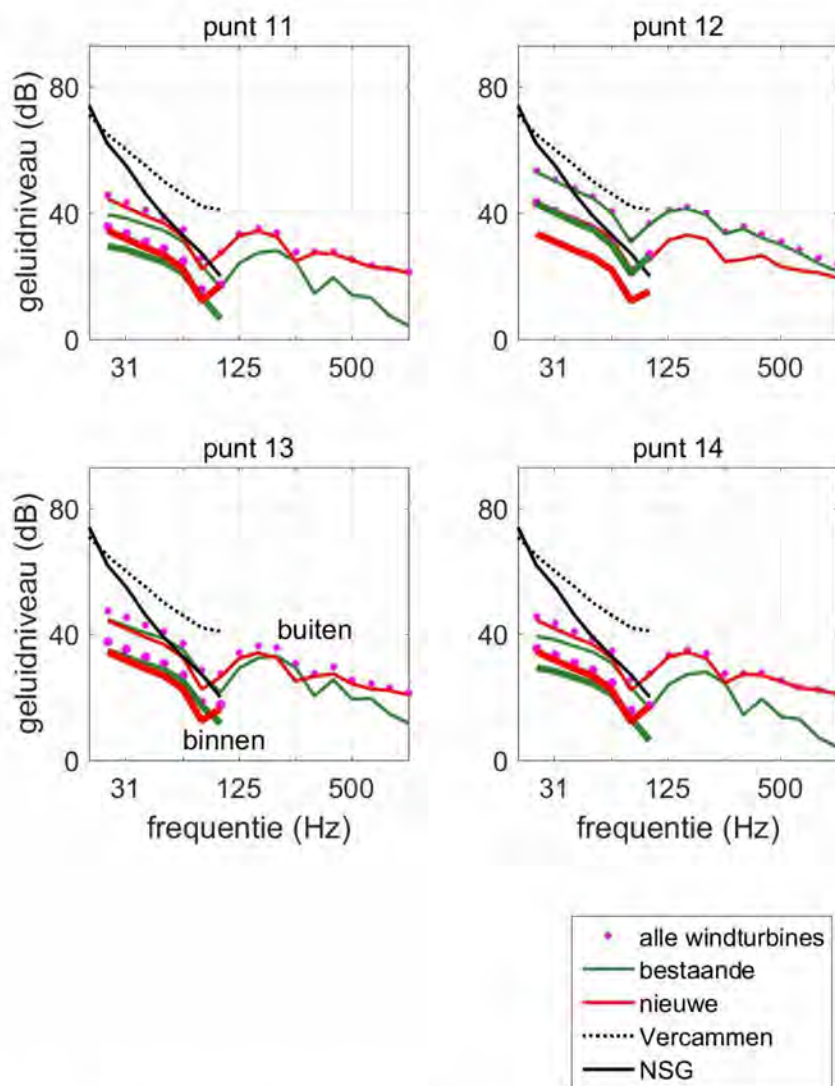 punt 11
punt 12
geluidniveau (dB)
80
40
0
31 125 500
80
40
0
31 125 500
punt 13
punt 14
geluidniveau (dB)
80
40
0
buiten
binnen
31 125 500
frequentie (Hz)
80
40
0
31 125 500
frequentie (Hz)
alle windturbines
bestaande
nieuwe
Vercammen
NSG